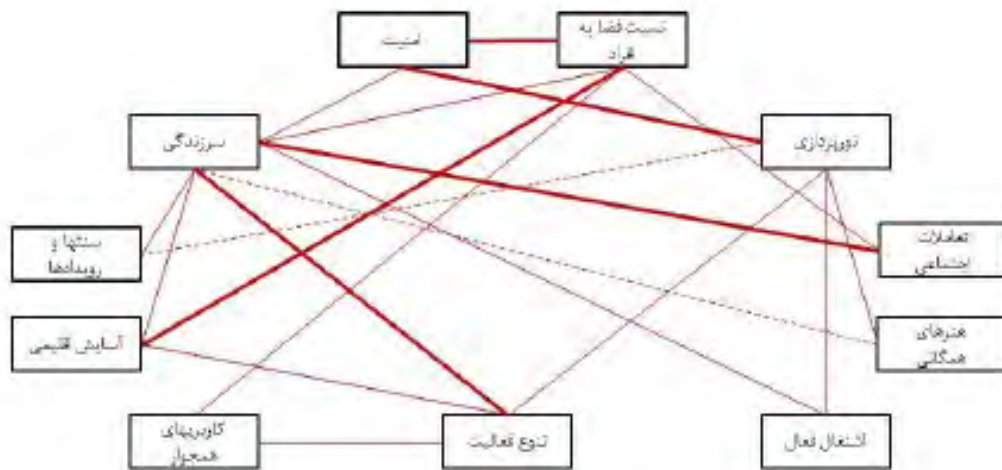 نسبت فضا به
افراد
امنیت
نورپردازی
سرزندگی
تعاملات
اجتماعی
سنتها و
رویدادها
هنرهای
همگانی
آسایش اقلیمی
اشتغال فعال
تنوع فعالیت
کاربریهای
همجوار